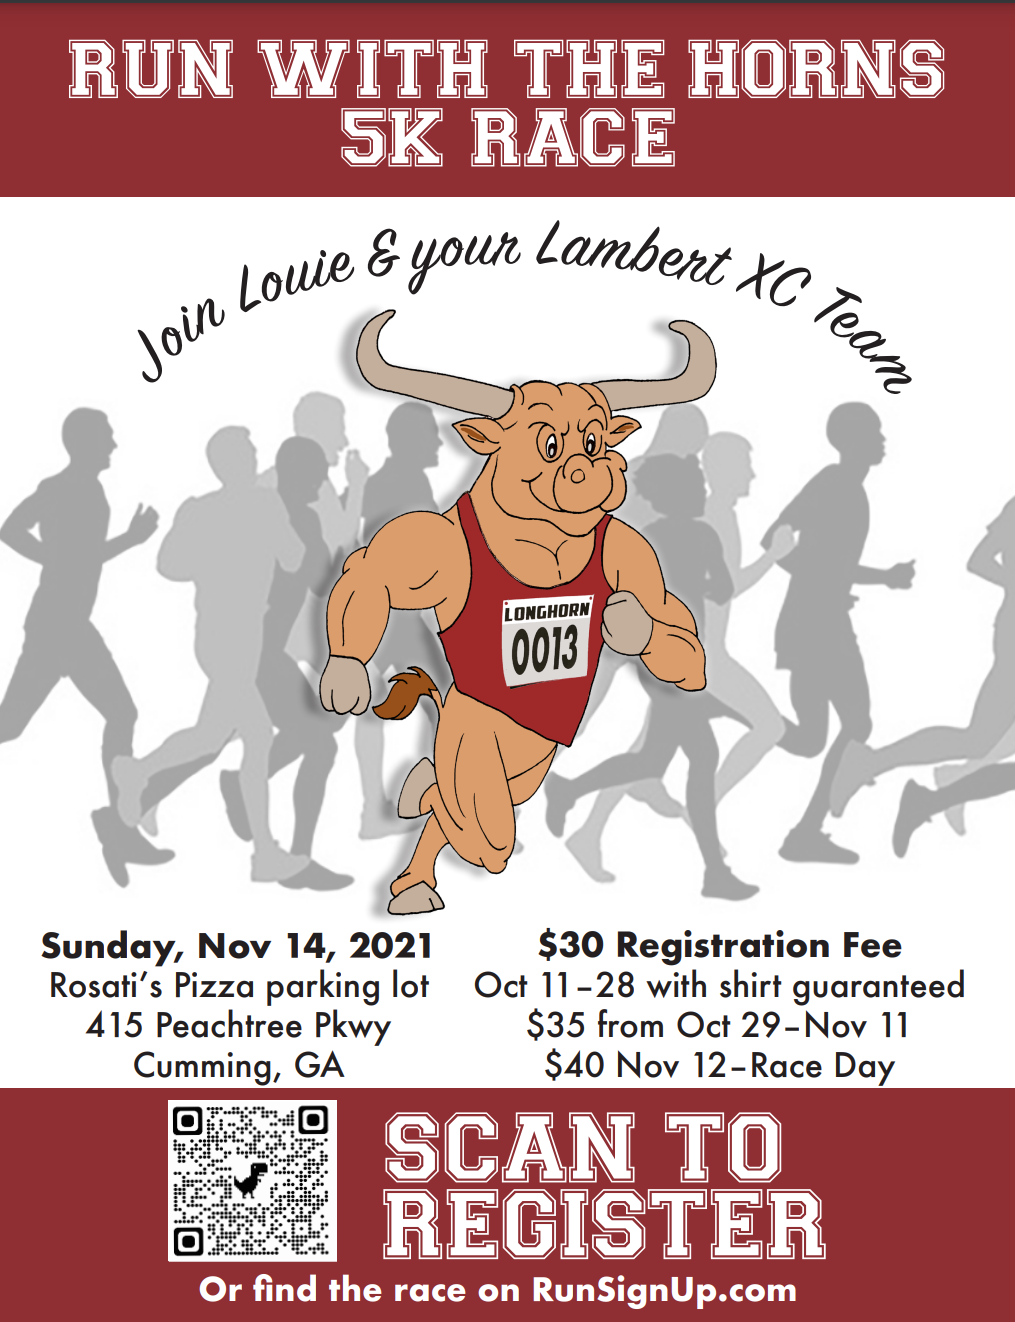 RUN WITH THE HORNS
5K RACE
Join Louie & your Lambert XC Team
LONGHORN
0013
Sunday, Nov 14, 2021
Rosati's Pizza parking lot
415 Peachtree Pkwy
Cumming, GA
$30 Registration Fee
Oct 11–28 with shirt guaranteed
$35 from Oct 29–Nov 11
$40 Nov 12–Race Day
SCAN TO
REGISTER
Or find the race on RunSignUp.com